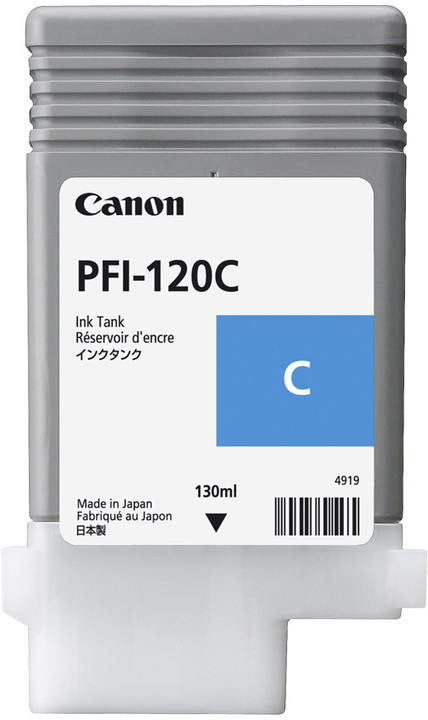 Canon
PFI-120C
Ink Tank
Réservoir d'encre
インクタンク
C
130ml
4919
Made in Japan
Fabriqué au Japon
日本製